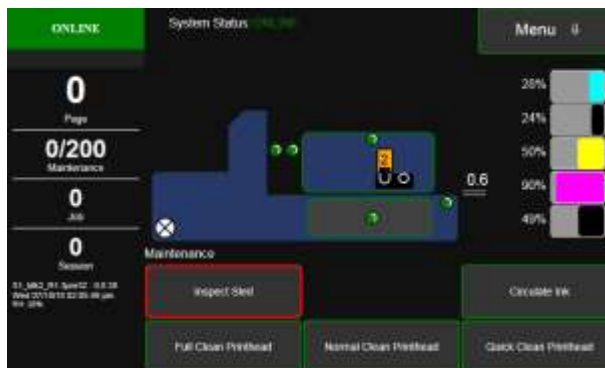 ONLINE
System Status ONLINE
Menu
0
Page
0/200
Maintenance
0
Job
0
Session
28%
24%
50%
90%
49%
2
0.6
Maintenance
Inspect Sled
Circulate Ink
Full Clean Printhead
Normal Clean Printhead
Quick Clean Printhead